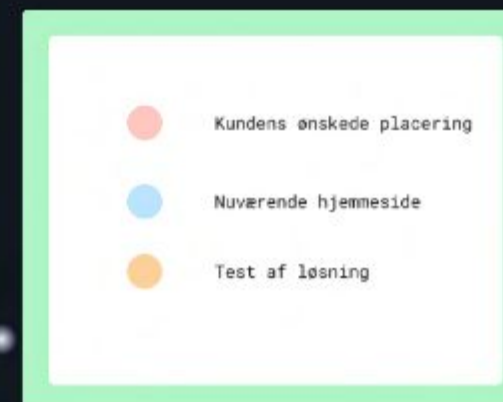 Kundens ønskede placering
Nuværende hjemmeside
Test af løsning